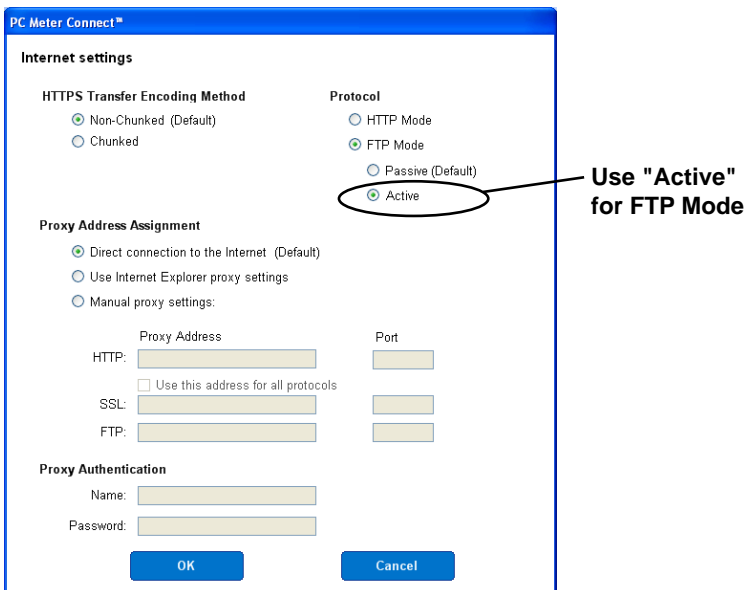 PC Meter Connect™
Internet settings
HTTPS Transfer Encoding Method
Non-Chunked (Default)
Chunked
Protocol
HTTP Mode
FTP Mode
Passive (Default)
Active
Use "Active"
for FTP Mode
Proxy Address Assignment
Direct connection to the Internet (Default)
Use Internet Explorer proxy settings
Manual proxy settings:
Proxy Address Port
HTTP:
Use this address for all protocols
SSL:
FTP:
Proxy Authentication
Name:
Password:
OK Cancel